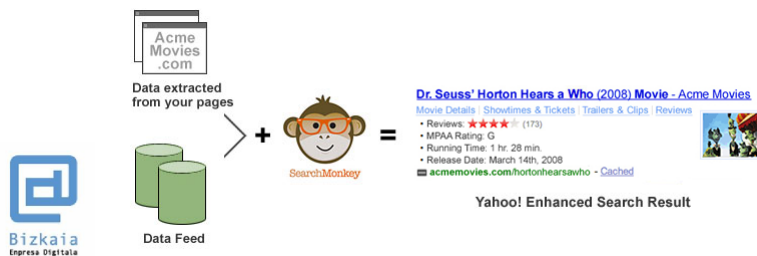 Acme
Movies
.com
Data extracted
from your pages
Data Feed
+
SearchMonkey
=
Dr. Seuss' Horton Hears a Who (2008) Movie - Acme Movies
Movie Details | Showtimes & Tickets | Trailers & Clips | Reviews
• Reviews: ★★★★★ (173)
• MPAA Rating: G
• Running Time: 1 hr. 28 min.
• Release Date: March 14th, 2008
acmemovies.com/hortonhearsawho - Cached
Yahoo! Enhanced Search Result
Bizkaia
Enpresa Digitala